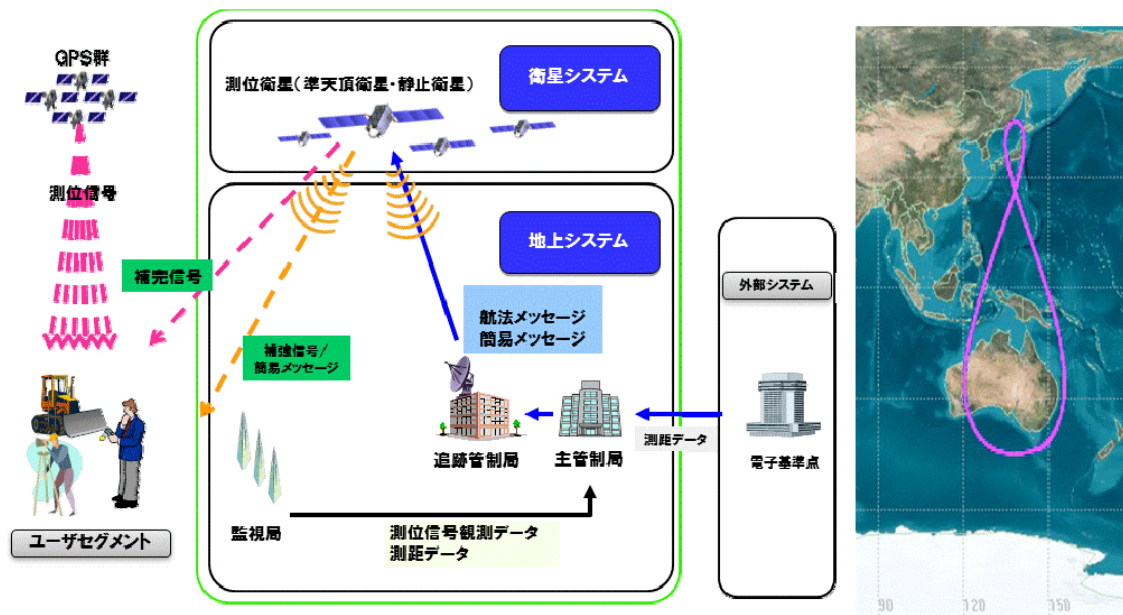 GPS群
測位信号
測位衛星(準天頂衛星・静止衛星)
衛星システム
地上システム
補完信号
補強信号/
簡易メッセージ
航法メッセージ
簡易メッセージ
追跡管制局
主管制局
監視局
測位信号観測データ
測距データ
測距データ
外部システム
電子基準点
ユーザセグメント
90
120
150